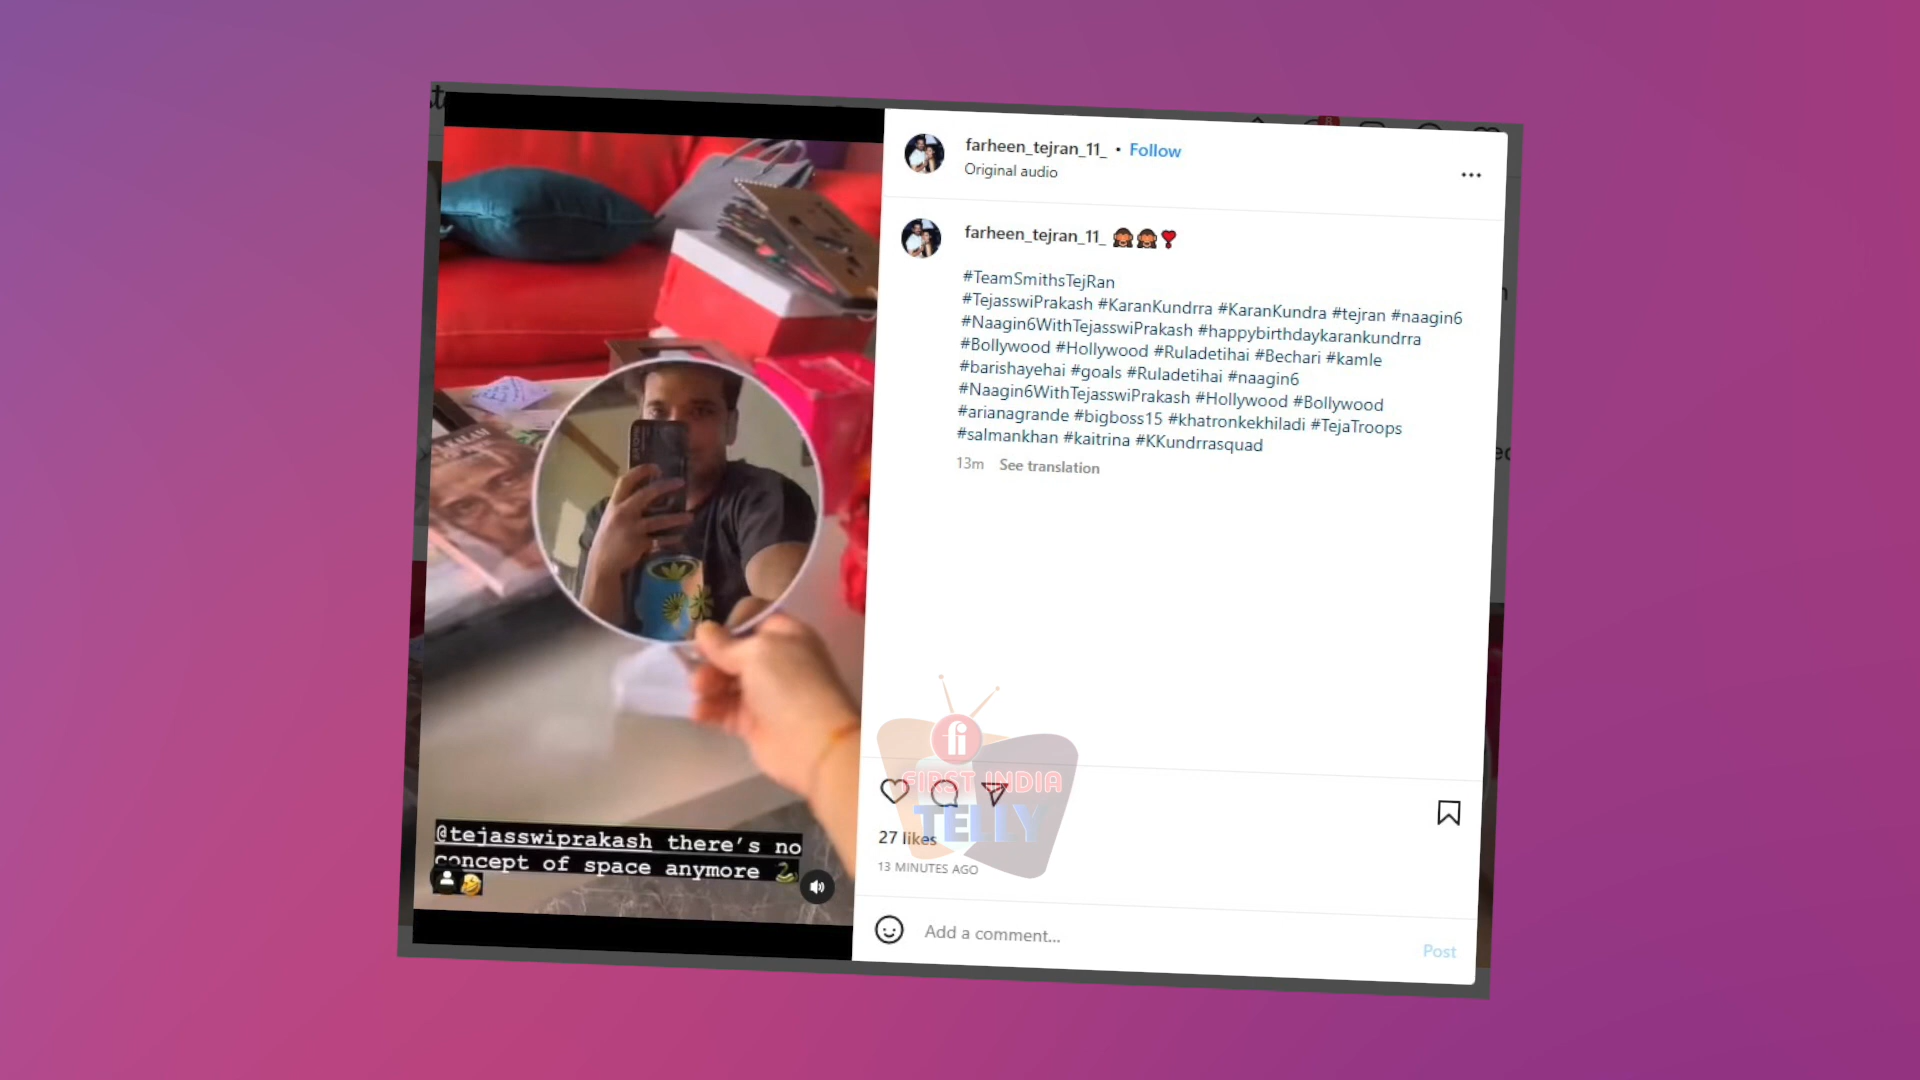 farheen_tejran_11_ • Follow
Original audio
farheen_tejran_11_ 🙈🙈❣️
#TeamSmithsTejRan
#TejasswiPrakash #KaranKundrra #KaranKundra #tejran #naagin6
#Naagin6WithTejasswiPrakash #happybirthdaykarankundrra
#Bollywood #Hollywood #Ruladetihai #Bechari #kamle
#barishayehai #goals #Ruladetihai #naagin6
#Naagin6WithTejasswiPrakash #Hollywood #Bollywood
#arianagrande #bigboss15 #khatronkekhiladi #TejaTroops
#salmankhan #kaitrina #KKundrrasquad
13m See translation
KALAM
@tejasswiprakash there's no
concept of space anymore 🐍
🤣
fi
FIRST INDIA
TELLY
27 likes
13 MINUTES AGO
Add a comment...
Post